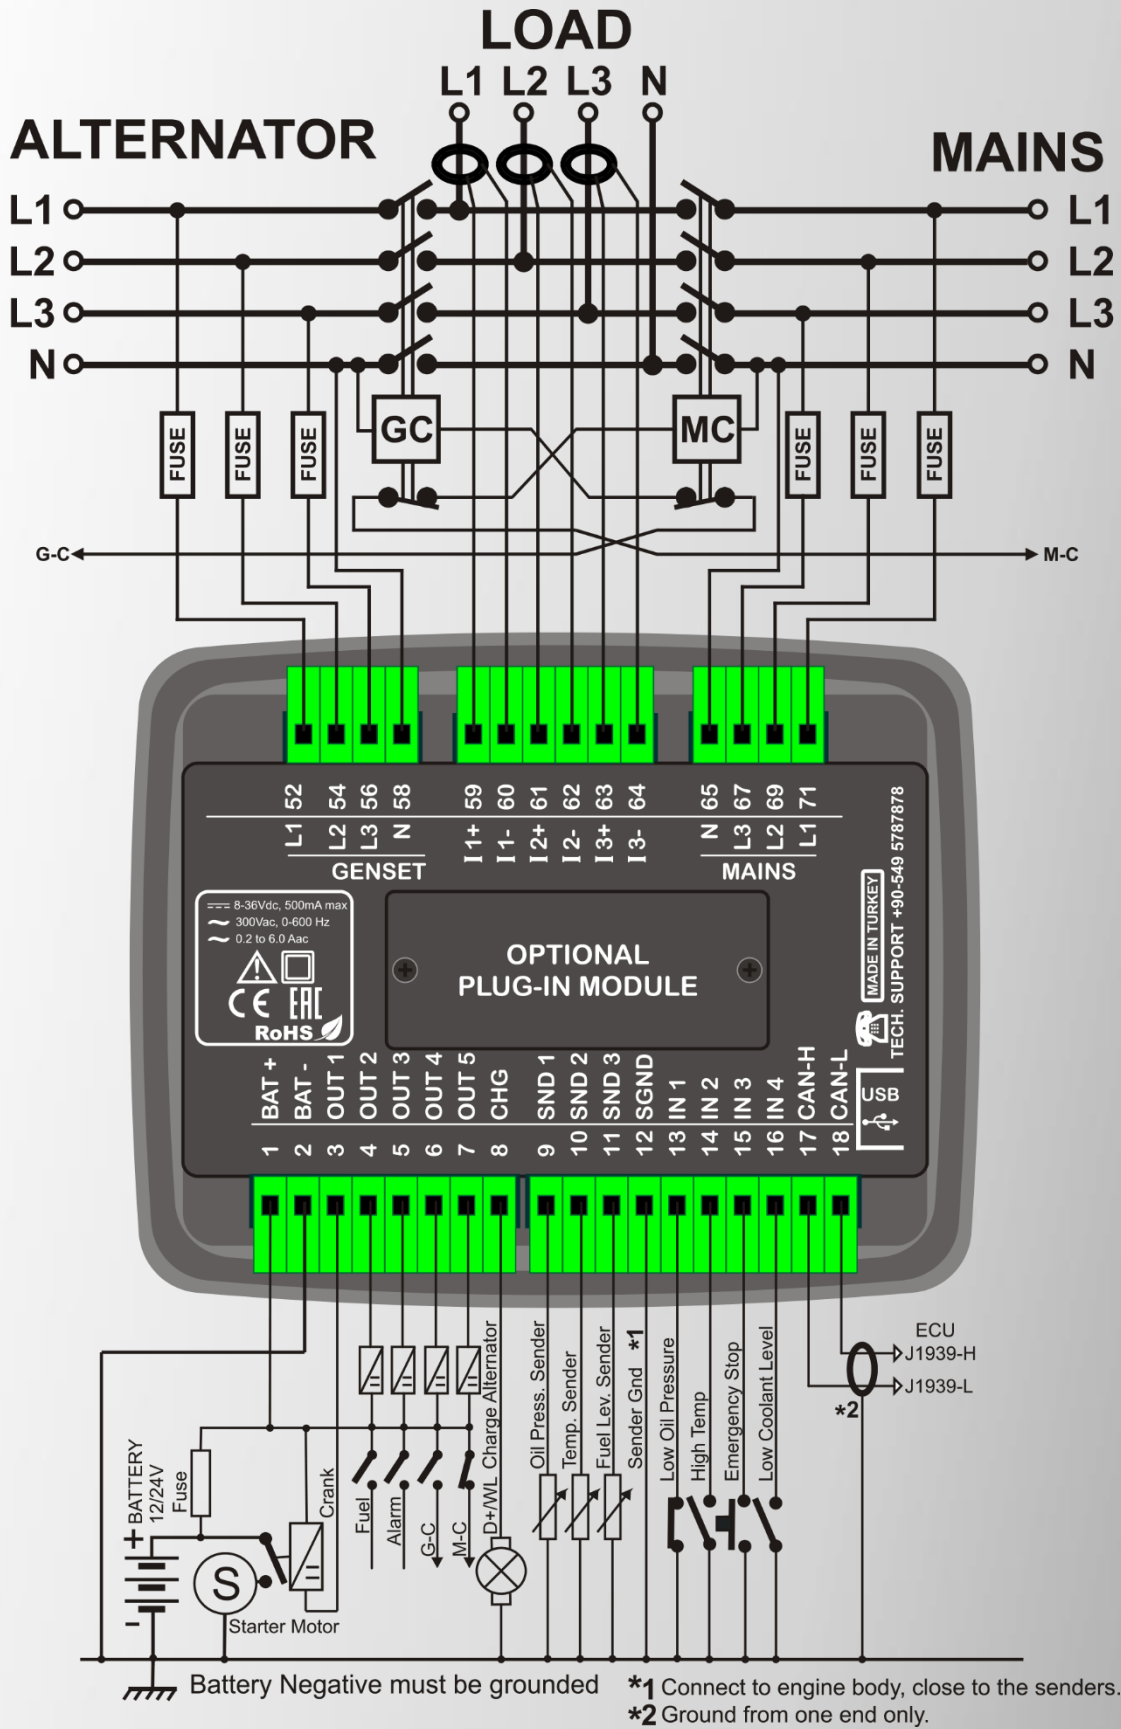 LOAD
L1 L2 L3 N
ALTERNATOR
MAINS
L1
L2
L3
N
L1
L2
L3
N
FUSE
FUSE
FUSE
GC
MC
FUSE
FUSE
FUSE
G-C
M-C
52 54 56 58
L1 L2 L3 N
GENSET
59 60 61 62 63 64
I1+ I1- I2+ I2- I3+ I3-
65 67 69 71
N L3 L2 L1
MAINS
8-36Vdc, 500mA max
300Vac, 0-600 Hz
0.2 to 6.0 Aac
CE EAC
RoHS
OPTIONAL
PLUG-IN MODULE
MADE IN TURKEY
TECH. SUPPORT +90-549 5787878
USB
BAT + BAT - OUT 1 OUT 2 OUT 3 OUT 4 OUT 5 CHG
1 2 3 4 5 6 7 8
SND 1 SND 2 SND 3 SGND IN 1 IN 2 IN 3 IN 4 CAN-H CAN-L
9 10 11 12 13 14 15 16 17 18
BATTERY
12/24V
+
-
Fuse
S
Starter Motor
Crank
Fuel
Alarm
G-C
M-C
D+/WL Charge Alternator
Oil Press. Sender
Temp. Sender
Fuel Lev. Sender
Sender Gnd *1
Low Oil Pressure
High Temp
Emergency Stop
Low Coolant Level
ECU
J1939-H
J1939-L
*2
Battery Negative must be grounded
*1 Connect to engine body, close to the senders.
*2 Ground from one end only.